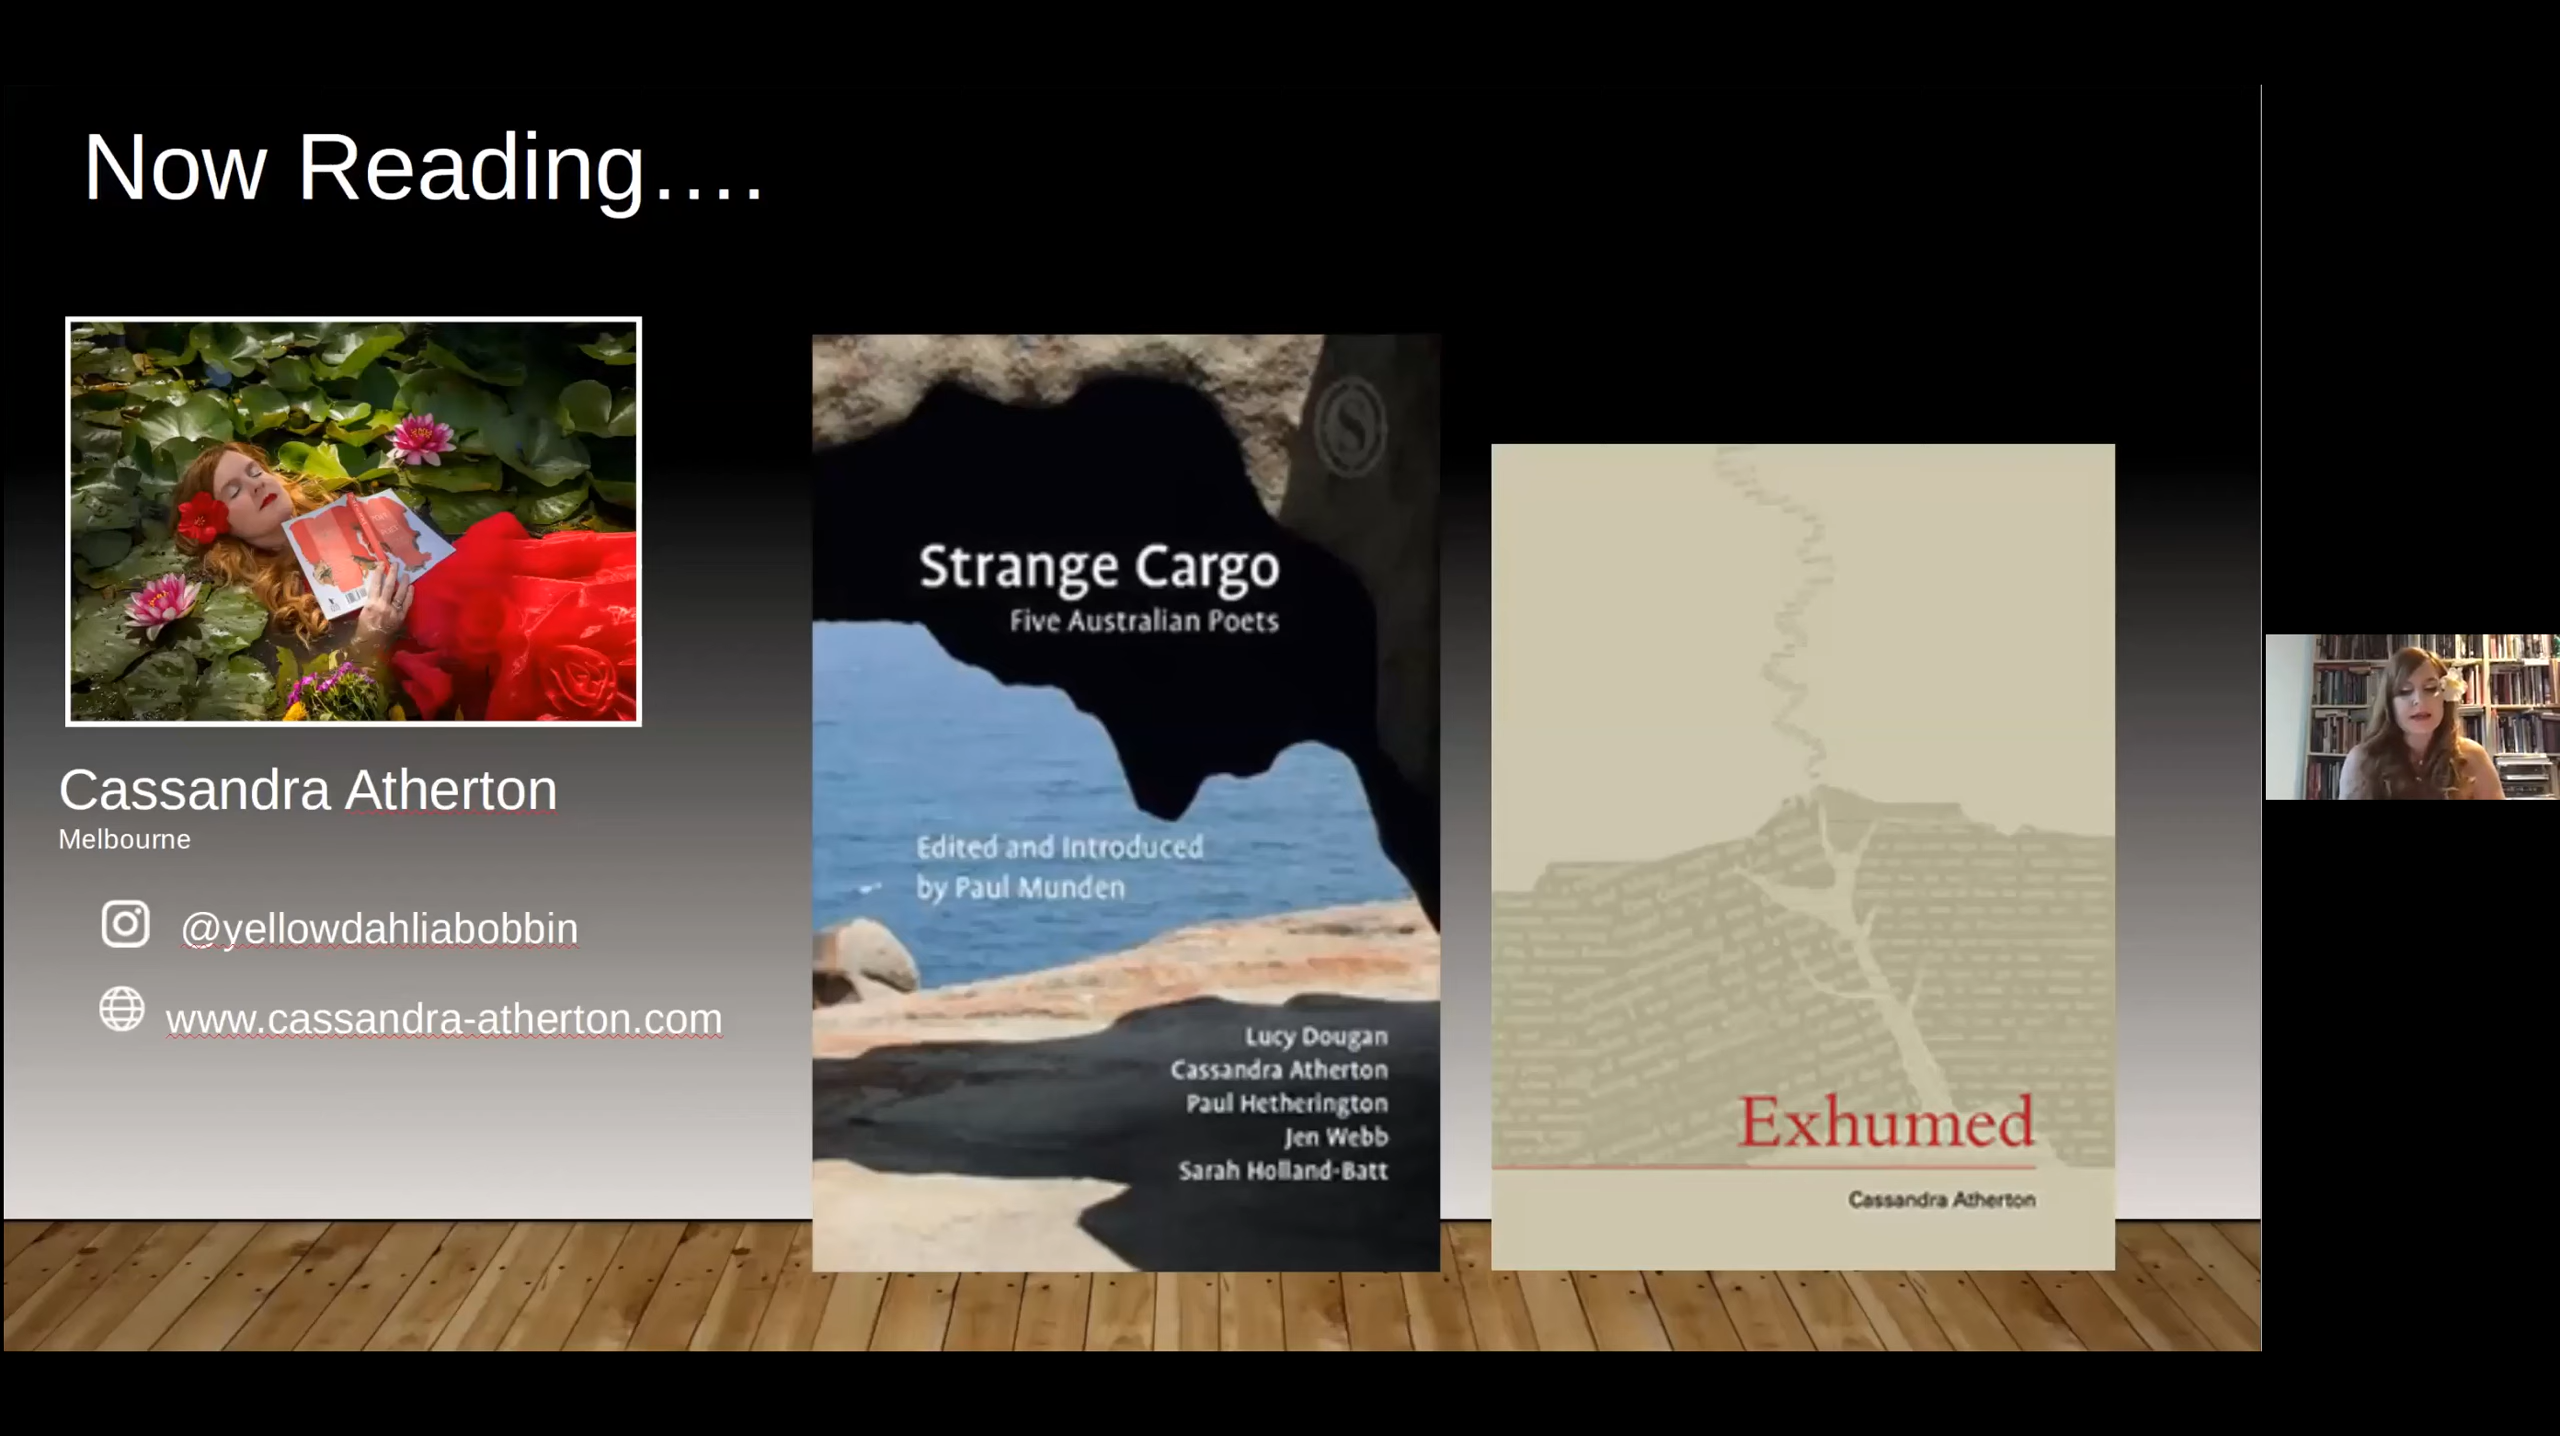 Now Reading….
Cassandra Atherton
Melbourne
@yellowdahliabobbin
www.cassandra-atherton.com
S
Strange Cargo
Five Australian Poets
Edited and Introduced
by Paul Munden
Lucy Dougan
Cassandra Atherton
Paul Hetherington
Jen Webb
Sarah Holland-Batt
Exhumed
Cassandra Atherton